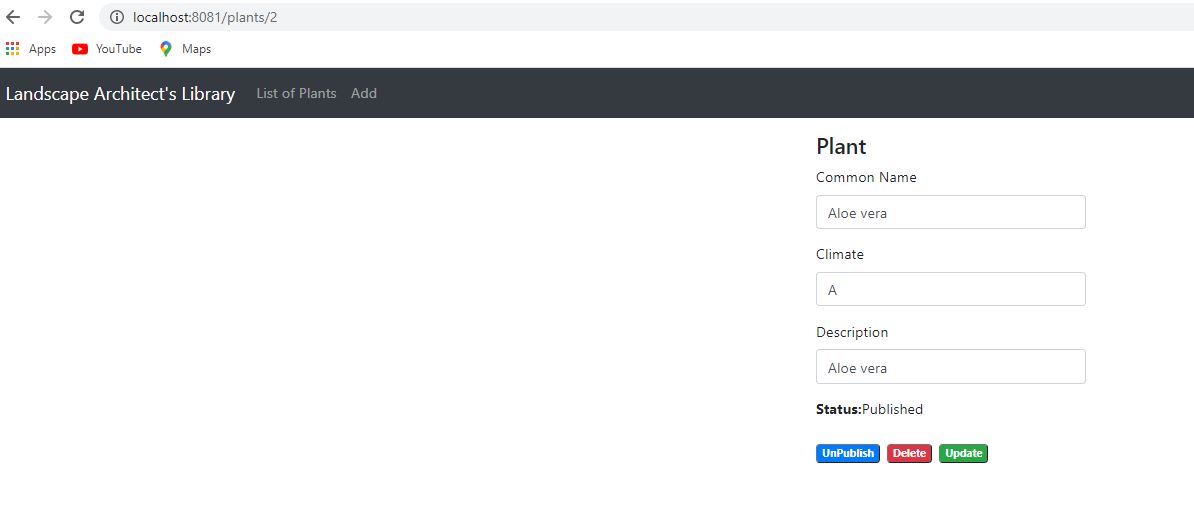 localhost:8081/plants/2
Apps YouTube Maps
Landscape Architect's Library List of Plants Add
Plant
Common Name
Aloe vera
Climate
A
Description
Aloe vera
Status:Published
UnPublish Delete Update